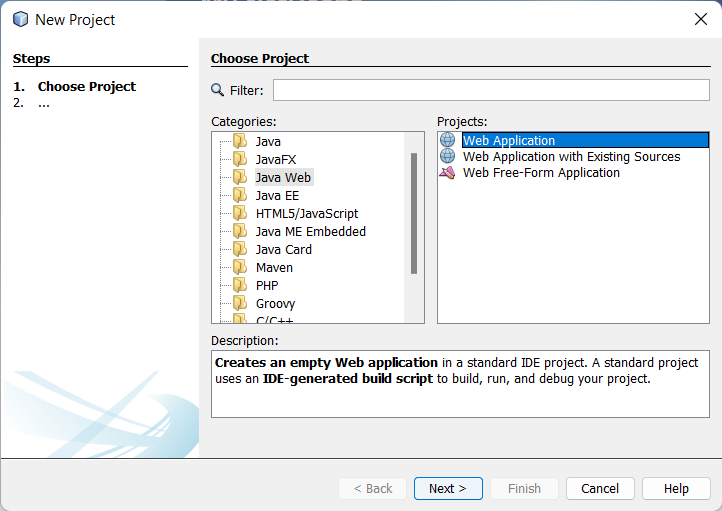 New Project
Steps
1. Choose Project
2. ...
Choose Project
Filter:
Categories:
Java
JavaFX
Java Web
Java EE
HTML5/JavaScript
Java ME Embedded
Java Card
Maven
PHP
Groovy
C/C++
Projects:
Web Application
Web Application with Existing Sources
Web Free-Form Application
Description:
Creates an empty Web application in a standard IDE project. A standard project
uses an IDE-generated build script to build, run, and debug your project.
< Back
Next >
Finish
Cancel
Help